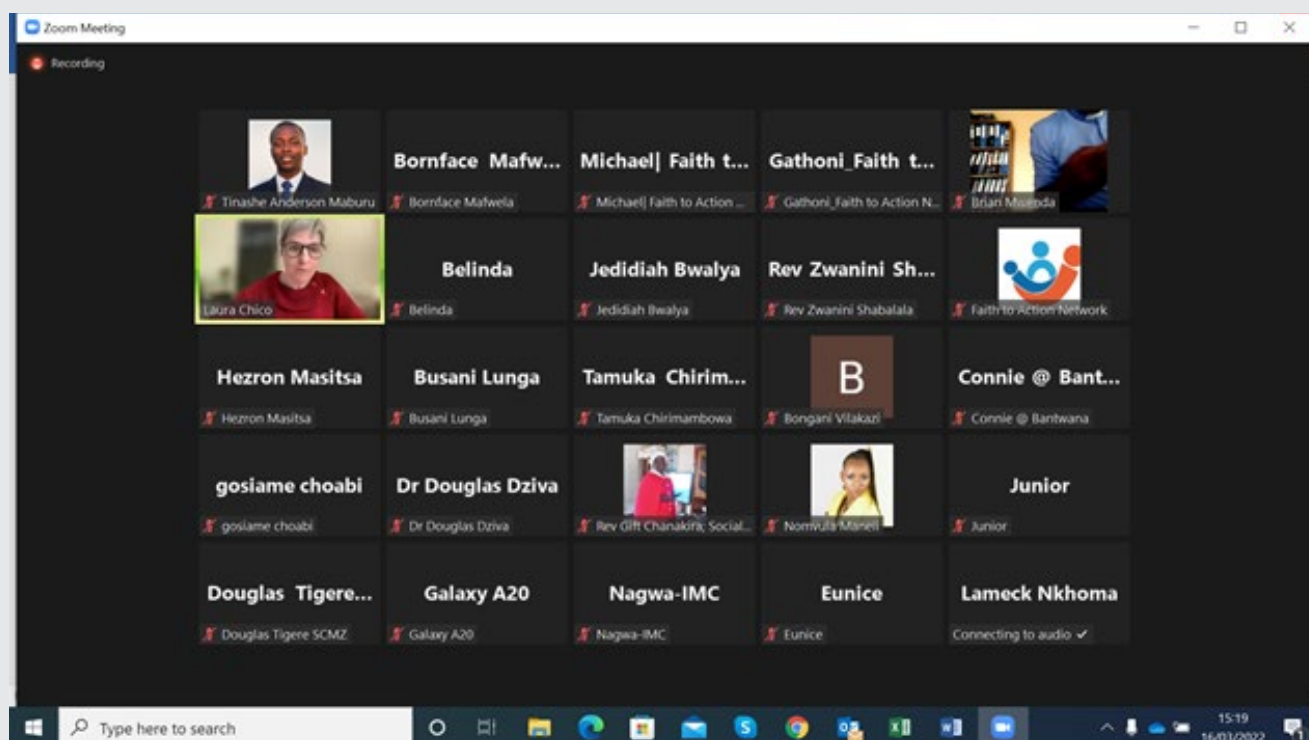 Zoom Meeting
Recording
Tinashe Anderson Maburu
Bornface Mafw...
Bornface Mafwela
Michael| Faith t...
Michael| Faith to Action ...
Gathoni_Faith t...
Gathoni_Faith to Action N...
Brian Mwenda
Laura Chico
Belinda
Belinda
Jedidiah Bwalya
Jedidiah Bwalya
Rev Zwanini Sh...
Rev Zwanini Shabalala
Faith to Action Network
Hezron Masitsa
Hezron Masitsa
Busani Lunga
Busani Lunga
Tamuka Chirim...
Tamuka Chirimambowa
B
Bongani Vilakazi
Connie @ Bant...
Connie @ Bantwana
gosiame choabi
gosiame choabi
Dr Douglas Dziva
Dr Douglas Dziva
Rev Gift Chanakira; Social...
Nomvula Maneli
Junior
Junior
Douglas Tigere...
Douglas Tigere SCMZ
Galaxy A20
Galaxy A20
Nagwa-IMC
Nagwa-IMC
Eunice
Eunice
Lameck Nkhoma
Connecting to audio ✓
Type here to search
15:19
16/03/2022